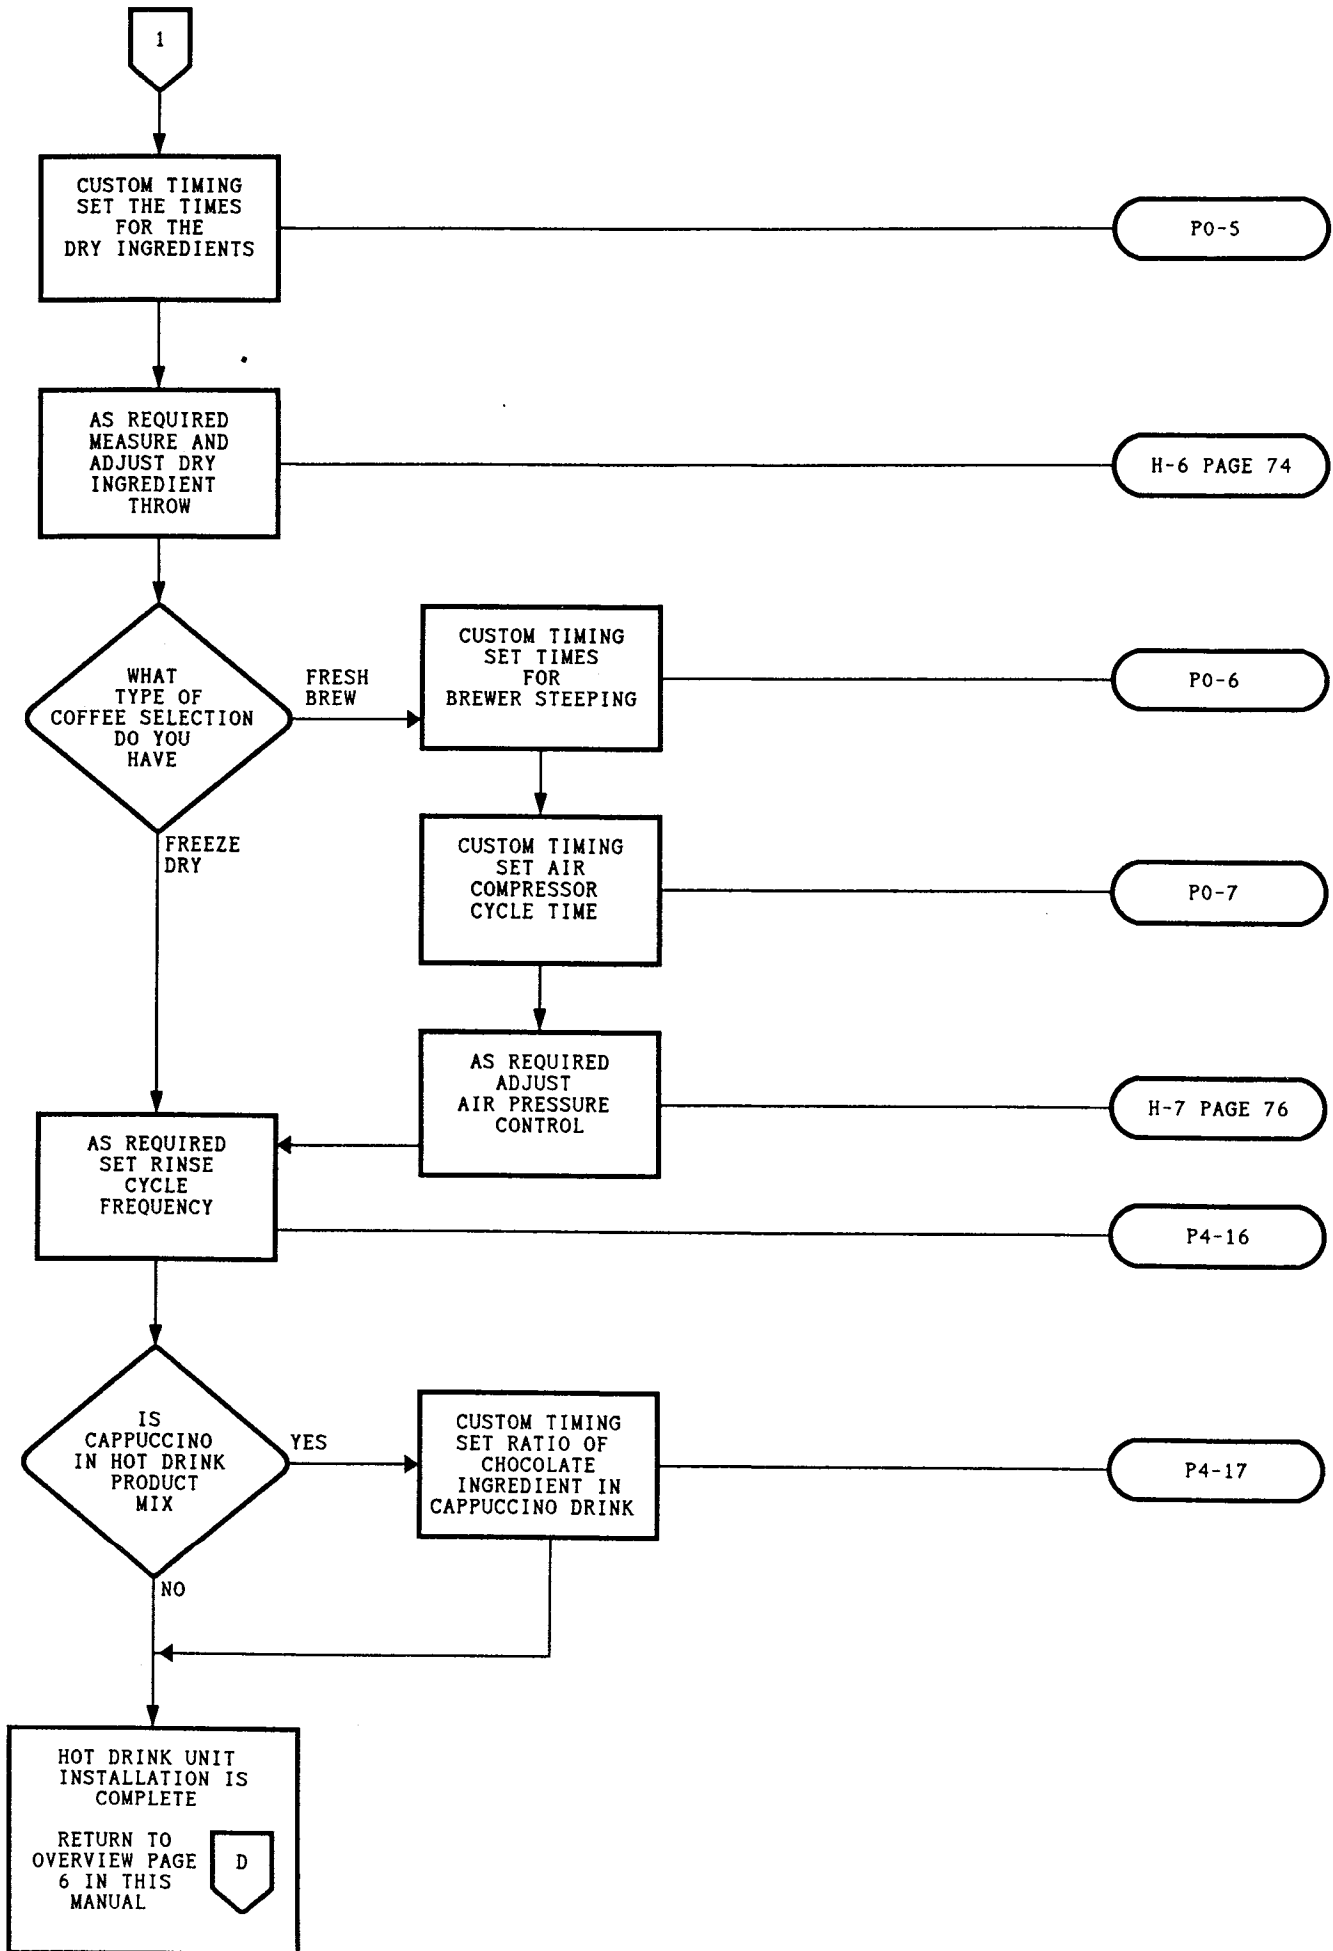 1
CUSTOM TIMING
SET THE TIMES
FOR THE
DRY INGREDIENTS
P0-5
AS REQUIRED
MEASURE AND
ADJUST DRY
INGREDIENT
THROW
H-6 PAGE 74
WHAT
TYPE OF
COFFEE SELECTION
DO YOU
HAVE
FRESH
BREW
CUSTOM TIMING
SET TIMES
FOR
BREWER STEEPING
P0-6
FREEZE
DRY
CUSTOM TIMING
SET AIR
COMPRESSOR
CYCLE TIME
P0-7
AS REQUIRED
ADJUST
AIR PRESSURE
CONTROL
H-7 PAGE 76
AS REQUIRED
SET RINSE
CYCLE
FREQUENCY
P4-16
IS
CAPPUCCINO
IN HOT DRINK
PRODUCT
MIX
YES
CUSTOM TIMING
SET RATIO OF
CHOCOLATE
INGREDIENT IN
CAPPUCCINO DRINK
P4-17
NO
HOT DRINK UNIT
INSTALLATION IS
COMPLETE
RETURN TO
OVERVIEW PAGE
6 IN THIS
MANUAL
D